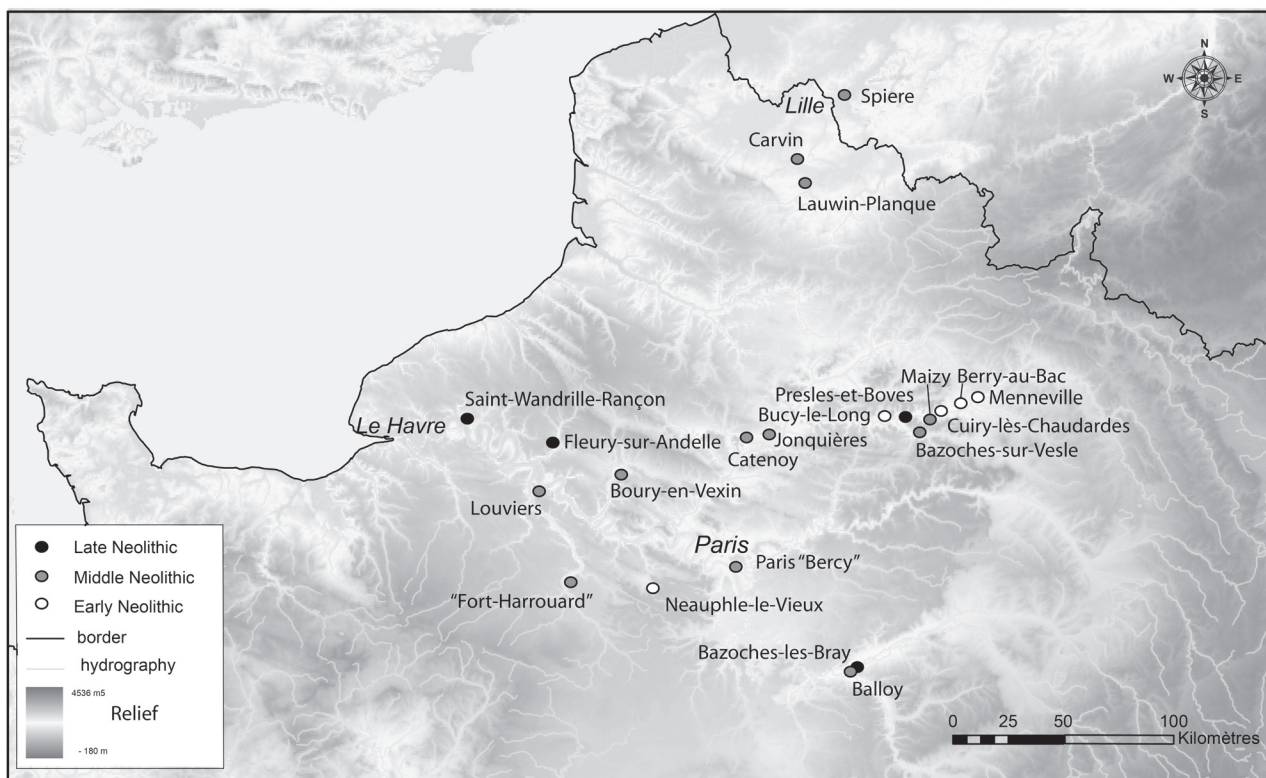 N
W E
S
Lille
Spiere
Carvin
Lauwin-Planque
Maizy Berry-au-Bac
Presles-et-Boves
Menneville
Saint-Wandrille-Rançon
Bucy-le-Long
Le Havre
Cuiry-lès-Chaudardes
Fleury-sur-Andelle
Jonquières
Bazoches-sur-Vesle
Catenoy
Boury-en-Vexin
Louviers
Paris
Paris "Bercy"
"Fort-Harrouard"
Neauphle-le-Vieux
Bazoches-les-Bray
Balloy
Late Neolithic
Middle Neolithic
Early Neolithic
border
hydrography
4536 m5
Relief
- 180 m
0 25 50 100
Kilomètres